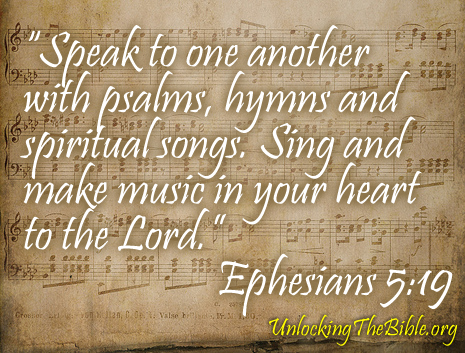 "Speak to one another
with psalms, hymns and
spiritual songs. Sing and
make music in your heart
to the Lord."
Ephesians 5:19
UnlockingTheBible.org